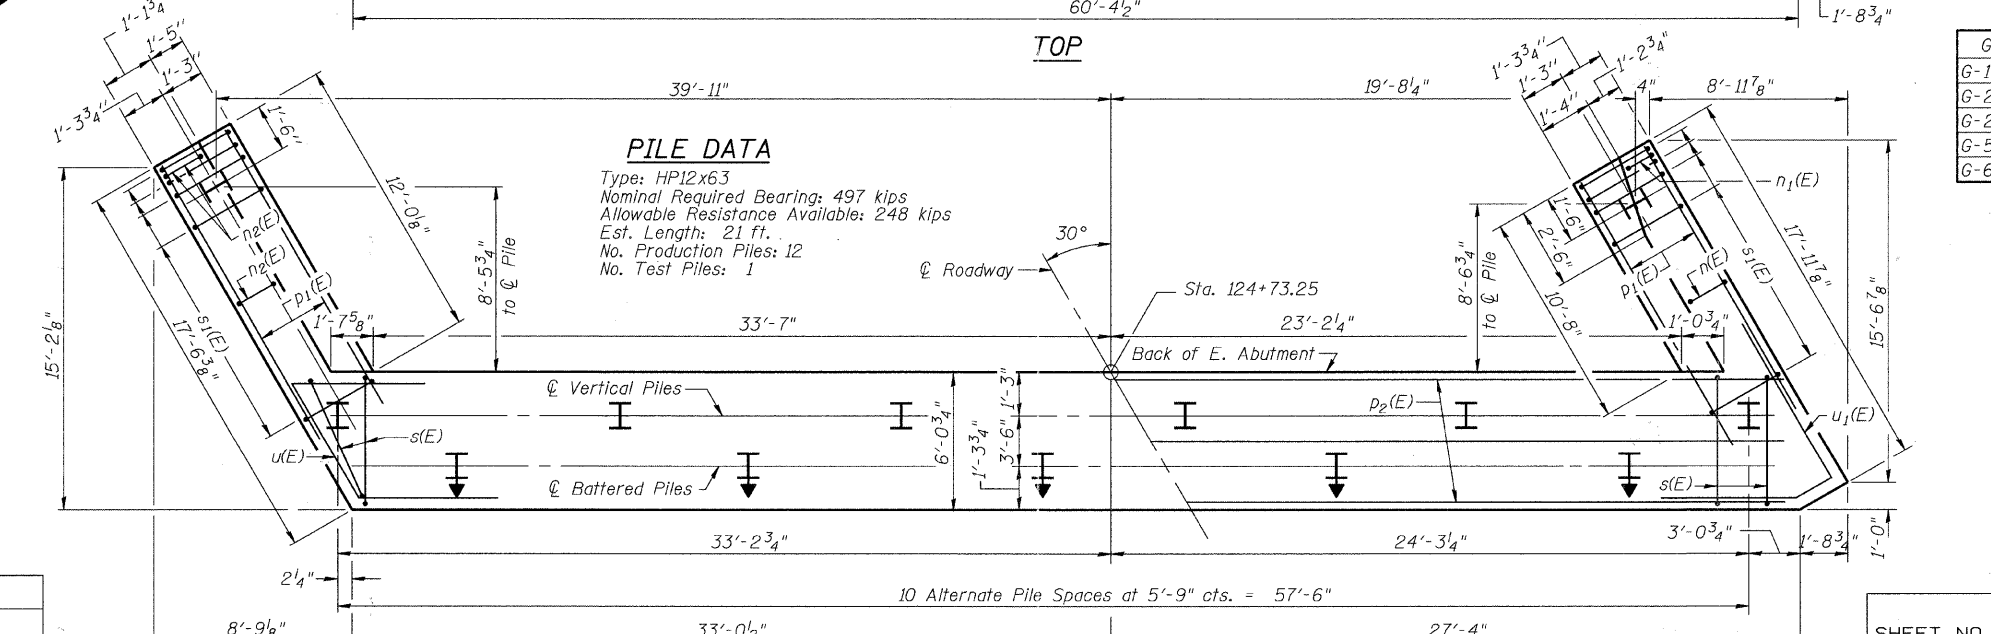 60'-4½"
1'-8¾"
TOP
1'-1¾
1'-5"
1'-3"
1'-3¾"
1'-6"
39'-11"
19'-8¼"
4"
8'-11⅞"
1'-3¾"
1'-3"
1'-4"
1'-2¾"
G-1
G-2
G-2
G-5
G-6
PILE DATA
Type: HP12x63
Nominal Required Bearing: 497 kips
Allowable Resistance Available: 248 kips
Est. Length: 21 ft.
No. Production Piles: 12
No. Test Piles: 1
12'-0⅛"
8'-5¾"
to ℄ Pile
n₂(E)
n₂(E)
p₁(E)
s₁(E)
17'-6⅜"
15'-2⅛"
1'-7⅝"
33'-7"
30°
℄ Roadway
Sta. 124+73.25
23'-2¼"
1'-0¾"
8'-6¾"
to ℄ Pile
1'-6"
2'-6"
10'-8"
p₁(E)
n(E)
n₁(E)
s₁(E)
17'-11⅞"
15'-6⅞"
Back of E. Abutment
℄ Vertical Piles
p₂(E)
u₁(E)
s(E)
u(E)
6'-0¾"
1'-3"
3'-6"
1'-3¾"
℄ Battered Piles
s(E)
33'-2¾"
24'-3¼"
3'-0¾"
1'-8¾"
1'-0"
2¼"
10 Alternate Pile Spaces at 5'-9" cts. = 57'-6"
8'-9⅛"
33'-0½"
27'-4"
SHEET NO.